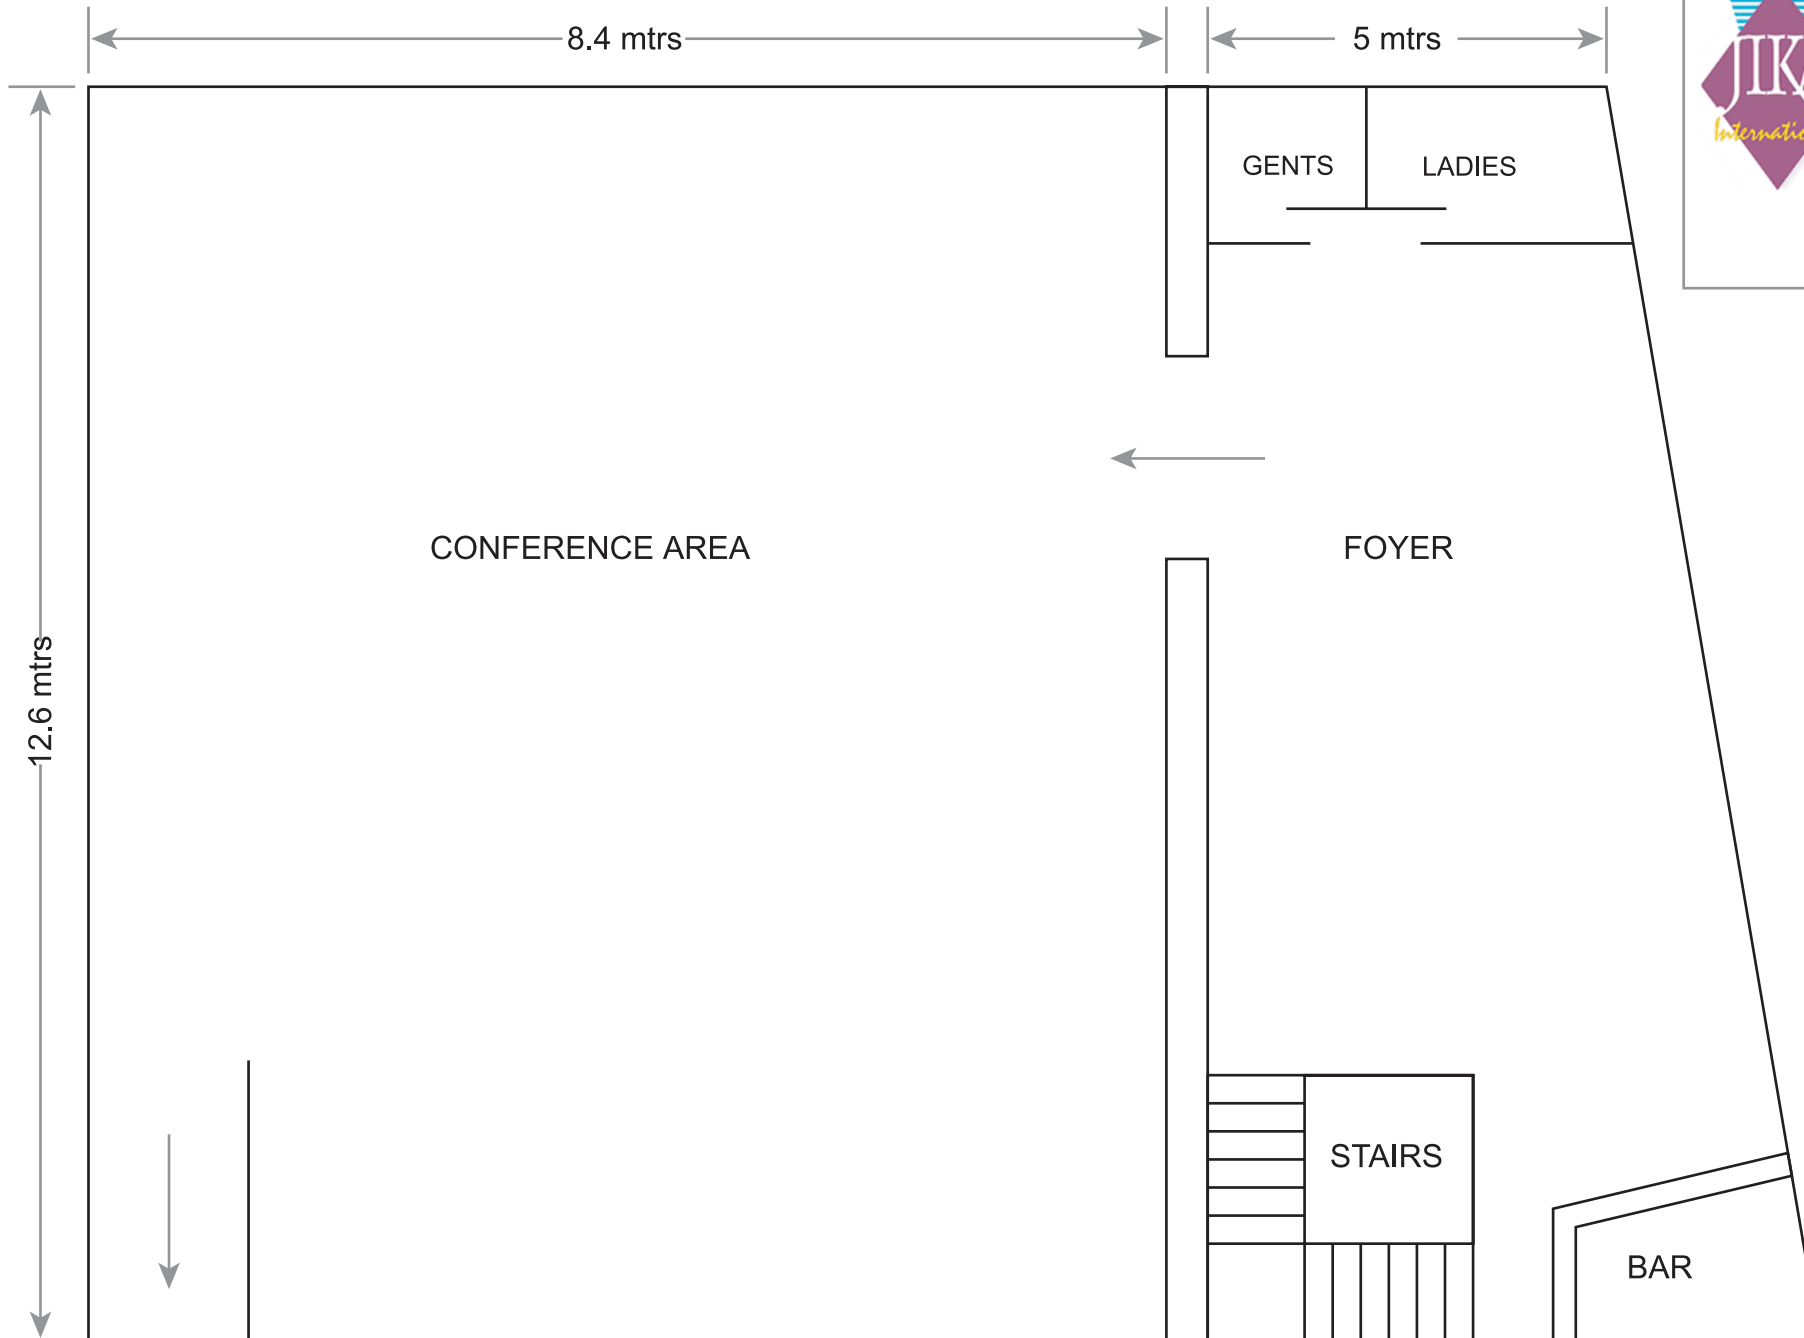 8.4 mtrs
5 mtrs
GENTS
LADIES
CONFERENCE AREA
FOYER
12.6 mtrs
STAIRS
BAR